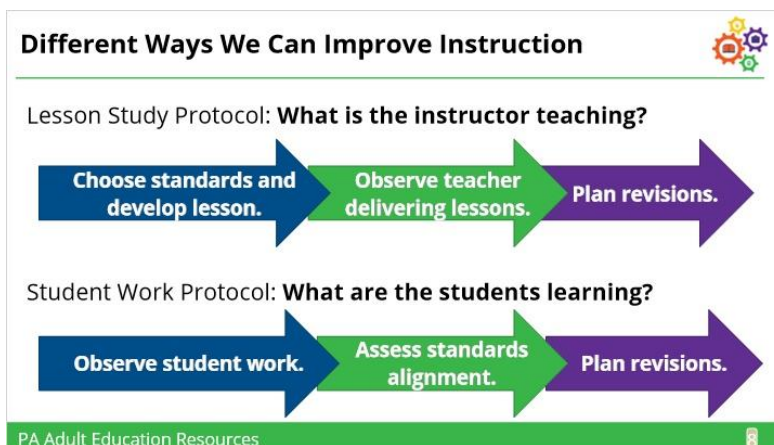 Different Ways We Can Improve Instruction
Lesson Study Protocol: What is the instructor teaching?
Choose standards and
develop lesson.
Observe teacher
delivering lessons.
Plan revisions.
Student Work Protocol: What are the students learning?
Observe student work.
Assess standards
alignment.
Plan revisions.
PA Adult Education Resources
8